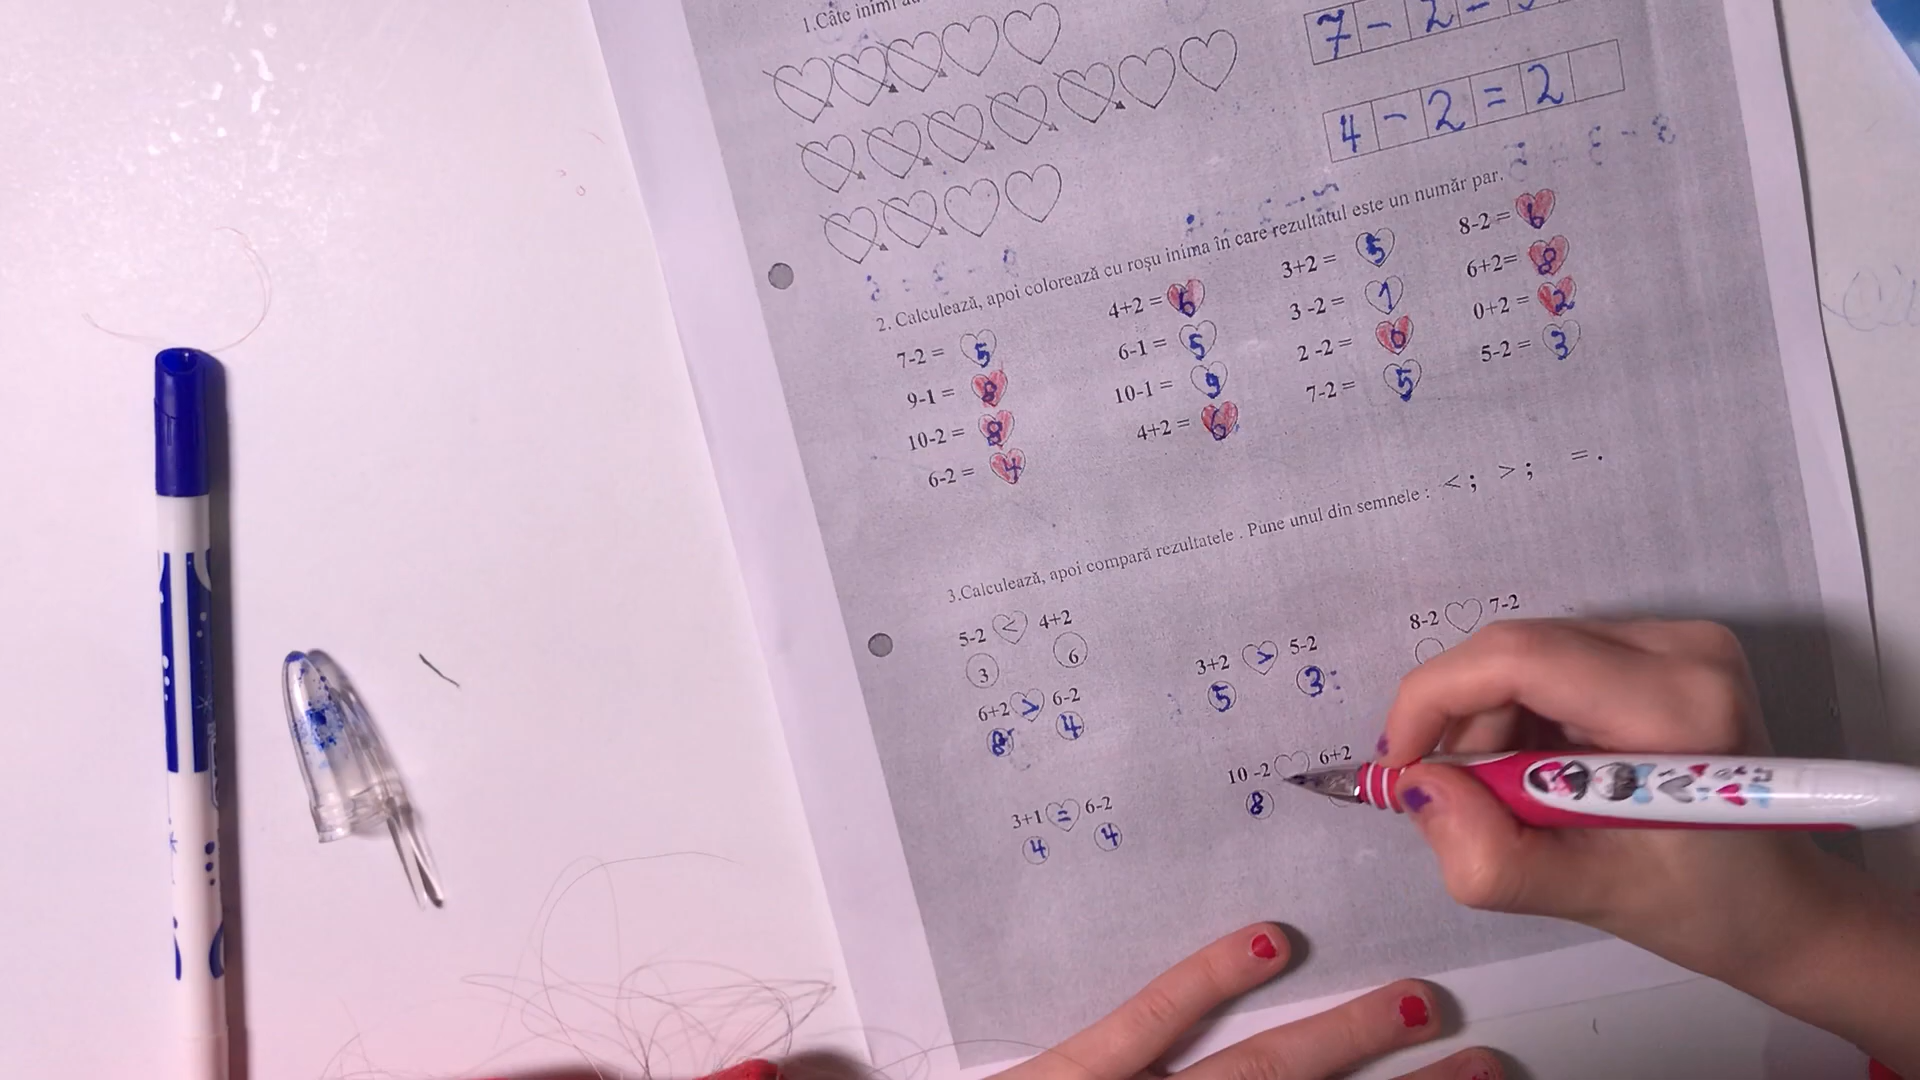 1.Câte inimi
7 - 2 =
4 - 2 = 2
2. Calculează, apoi colorează cu roşu inima în care rezultatul este un număr par.
7-2 = 5 4+2 = 6 3+2 = 5 8-2 = 6
9-1 = 8 6-1 = 5 3 -2 = 1 6+2= 8
10-2 = 8 10-1 = 9 2 -2 = 0 0+2 = 2
6-2 = 4 4+2 = 6 7-2 = 5 5-2 = 3
3.Calculează, apoi compară rezultatele . Pune unul din semnele : < ; > ; = .
5-2 < 4+2 3+2 > 5-2 8-2 7-2
3 6 5 3
6+2 > 6-2 10 -2 6+2
8 4 8
3+1 = 6-2
4 4